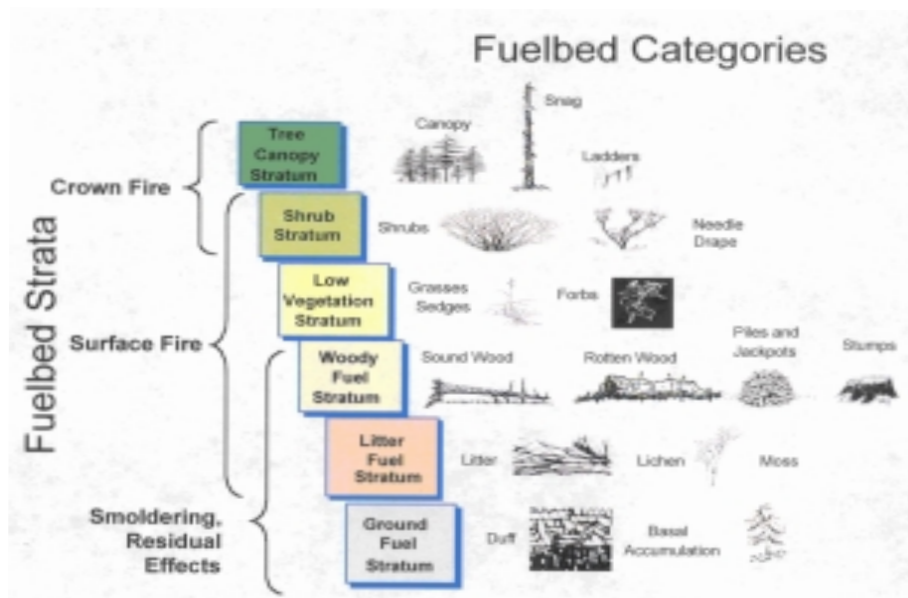 Fuelbed Categories
Fuelbed Strata
Crown Fire
Tree
Canopy
Stratum
Canopy
Snag
Ladders
Shrub
Stratum
Shrubs
Needle
Drape
Surface Fire
Low
Vegetation
Stratum
Grasses
Sedges
Forbs
Woody
Fuel
Stratum
Sound Wood
Rotten Wood
Piles and
Jackpots
Stumps
Litter
Fuel
Stratum
Litter
Lichen
Moss
Smoldering,
Residual
Effects
Ground
Fuel
Stratum
Duff
Basal
Accumulation